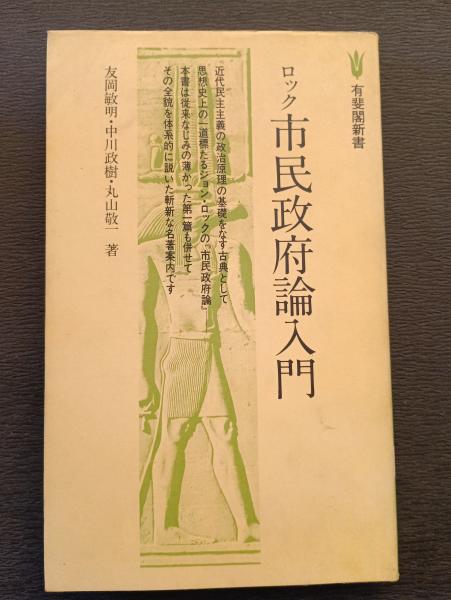 有斐閣新書
ロック 市民政府論入門
近代民主主義の政治原理の基礎をなす古典として
思想史上の一道標たるジョン・ロックの『市民政府論』
本書は従来なじみの薄かった第一篇も併せて
その全貌を体系的に説いた斬新な名著案内です
友岡敏明・中川政樹・丸山敬一 著